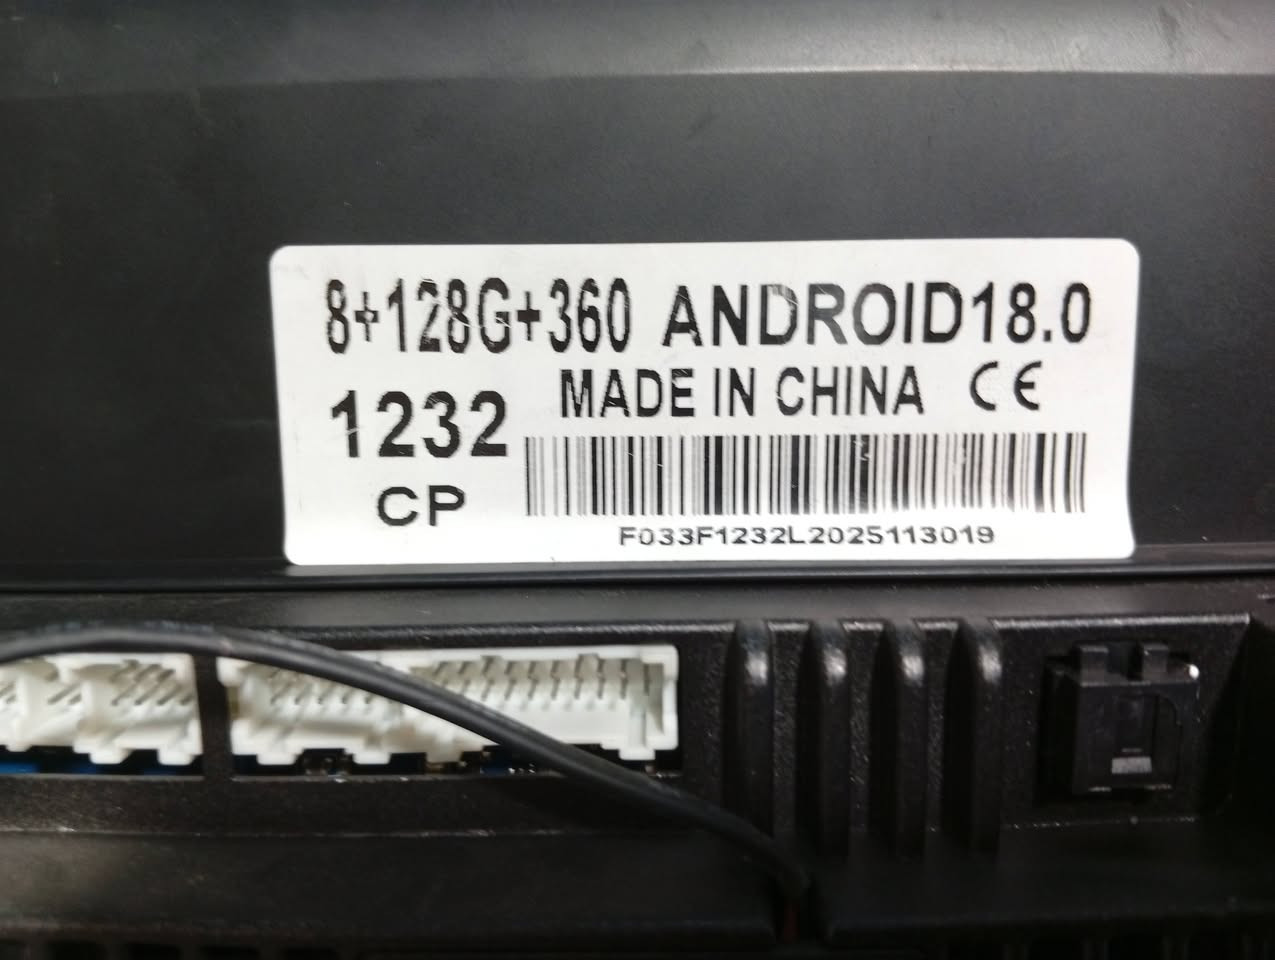 8+128G+360 ANDROID18.0
MADE IN CHINA CE
1232
CP
F033F1232L2025113019